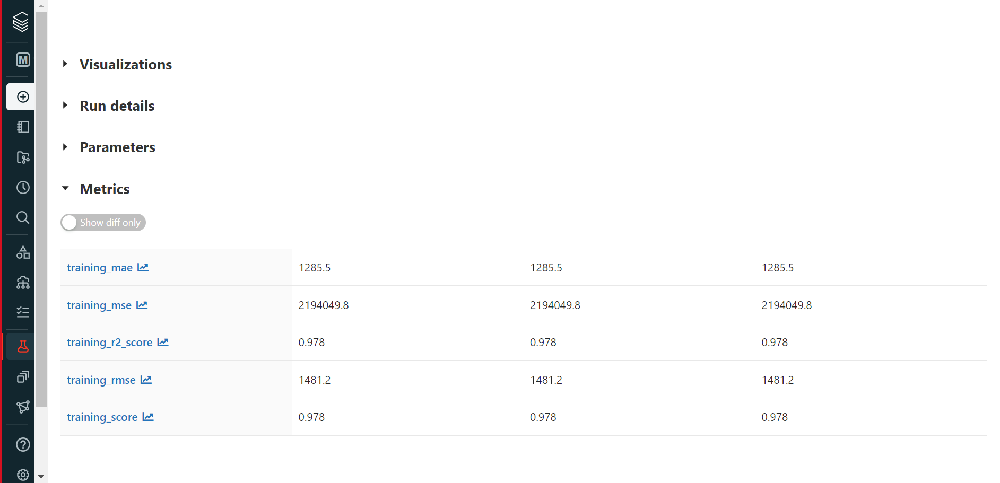 M
Visualizations
Run details
Parameters
Metrics
Show diff only
training_mae 1285.5 1285.5 1285.5
training_mse 2194049.8 2194049.8 2194049.8
training_r2_score 0.978 0.978 0.978
training_rmse 1481.2 1481.2 1481.2
training_score 0.978 0.978 0.978